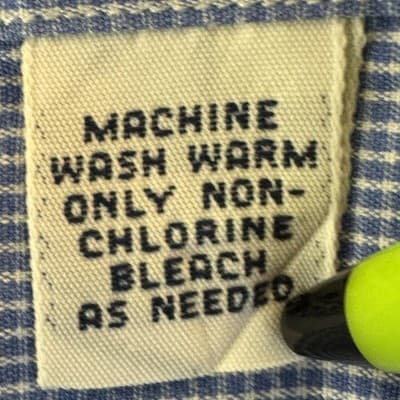 MACHINE
WASH WARM
ONLY NON-
CHLORINE
BLEACH
AS NEEDED